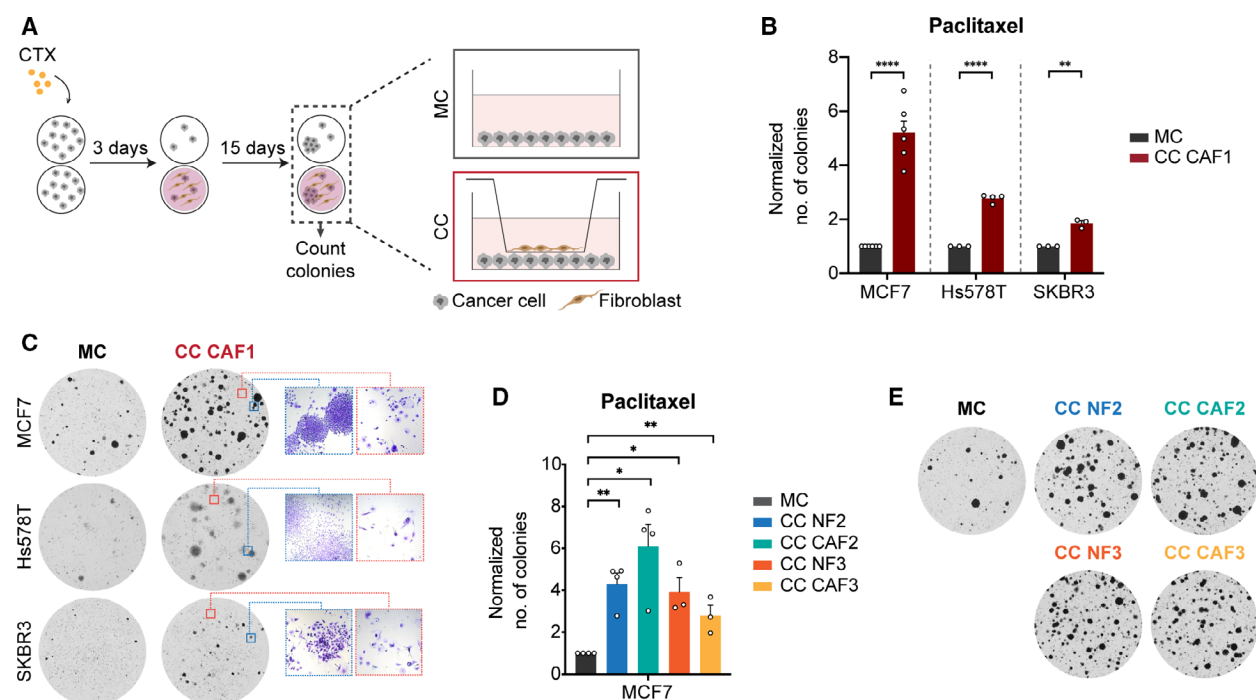 A
CTX
3 days
15 days
Count
colonies
MC
CC
Cancer cell
Fibroblast
B
Paclitaxel
Normalized
no. of colonies
8
6
4
2
0
****
****
**
MCF7
Hs578T
SKBR3
MC
CC CAF1
C
MC
CC CAF1
MCF7
Hs578T
SKBR3
D
Paclitaxel
Normalized
no. of colonies
10
8
6
4
2
0
**
*
*
**
MCF7
MC
CC NF2
CC CAF2
CC NF3
CC CAF3
E
MC
CC NF2
CC CAF2
CC NF3
CC CAF3